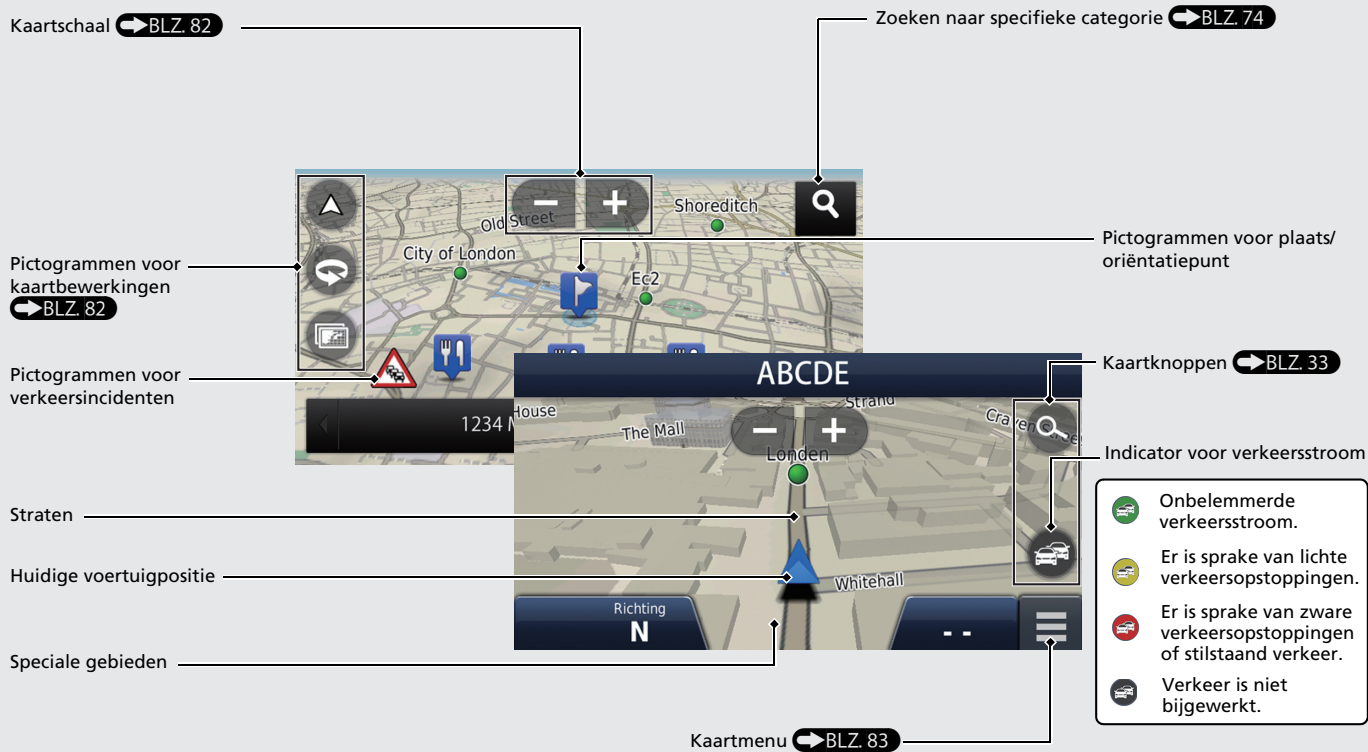 Kaartschaal BLZ. 82
Zoeken naar specifieke categorie BLZ. 74
Pictogrammen voor
kaartbewerkingen
BLZ. 82
Pictogrammen voor
verkeersincidenten
Straten
Huidige voertuigpositie
Speciale gebieden
Old Street
Shoreditch
City of London
Ec2
1234
ABCDE
House
The Mall
Strand
Craven Street
Londen
Whitehall
Richting
N
- -
Pictogrammen voor plaats/
oriëntatiepunt
Kaartknoppen BLZ. 33
Indicator voor verkeersstroom
Onbelemmerde
verkeersstroom.
Er is sprake van lichte
verkeersopstoppingen.
Er is sprake van zware
verkeersopstoppingen
of stilstaand verkeer.
Verkeer is niet
bijgewerkt.
Kaartmenu BLZ. 83